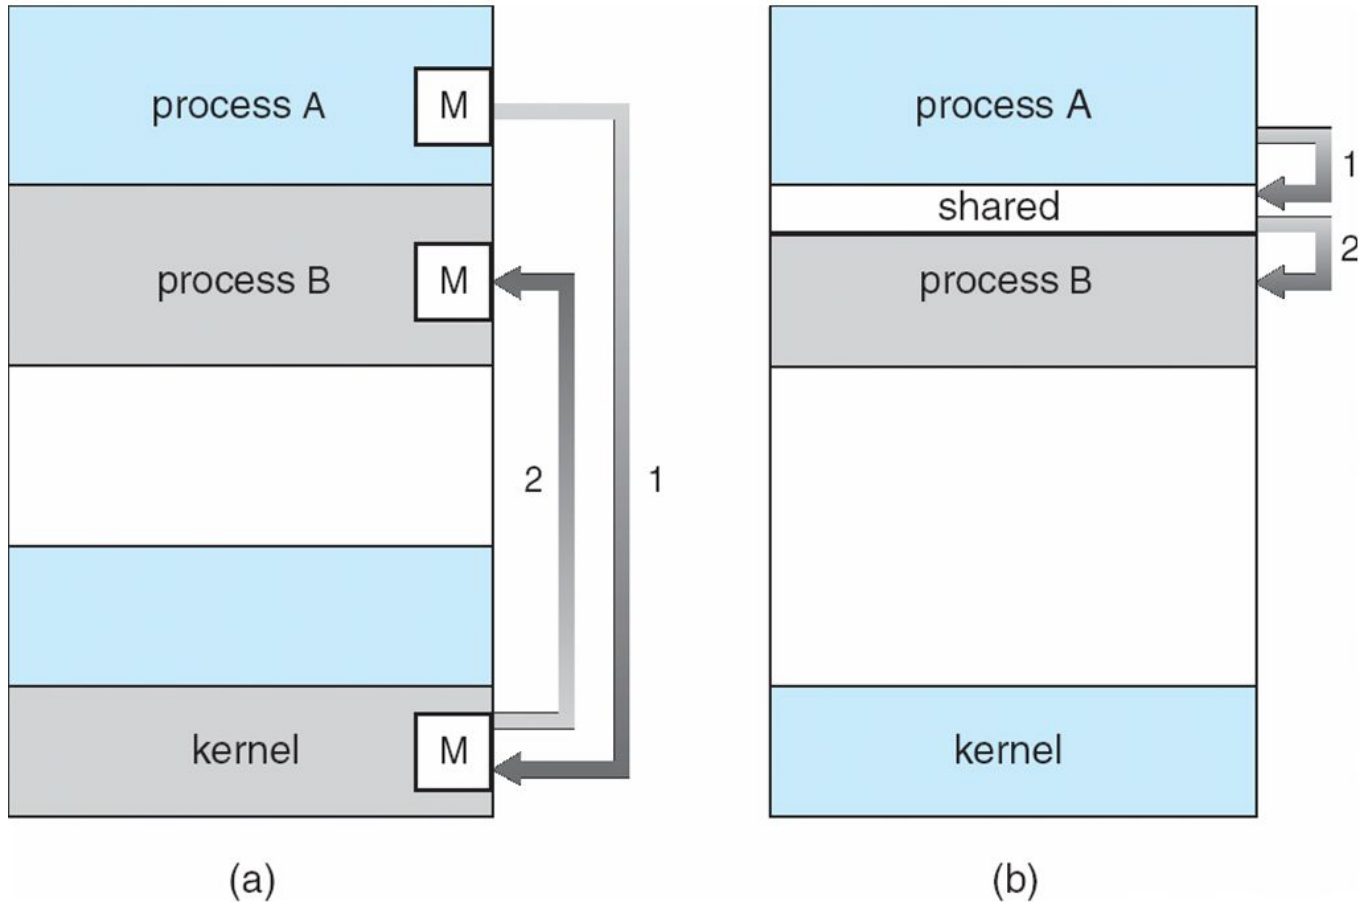 process A
M
process B
M
2
1
kernel
M
(a)
process A
1
shared
2
process B
kernel
(b)